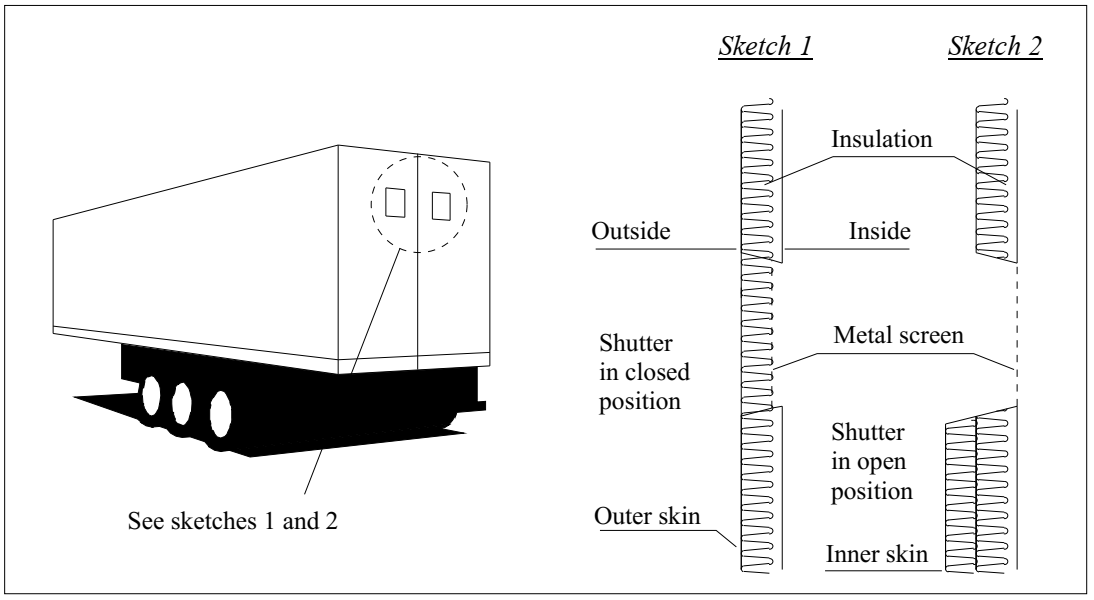 Sketch 1
Sketch 2
Insulation
Outside
Inside
Metal screen
Shutter
in closed
position
Shutter
in open
position
Outer skin
Inner skin
See sketches 1 and 2